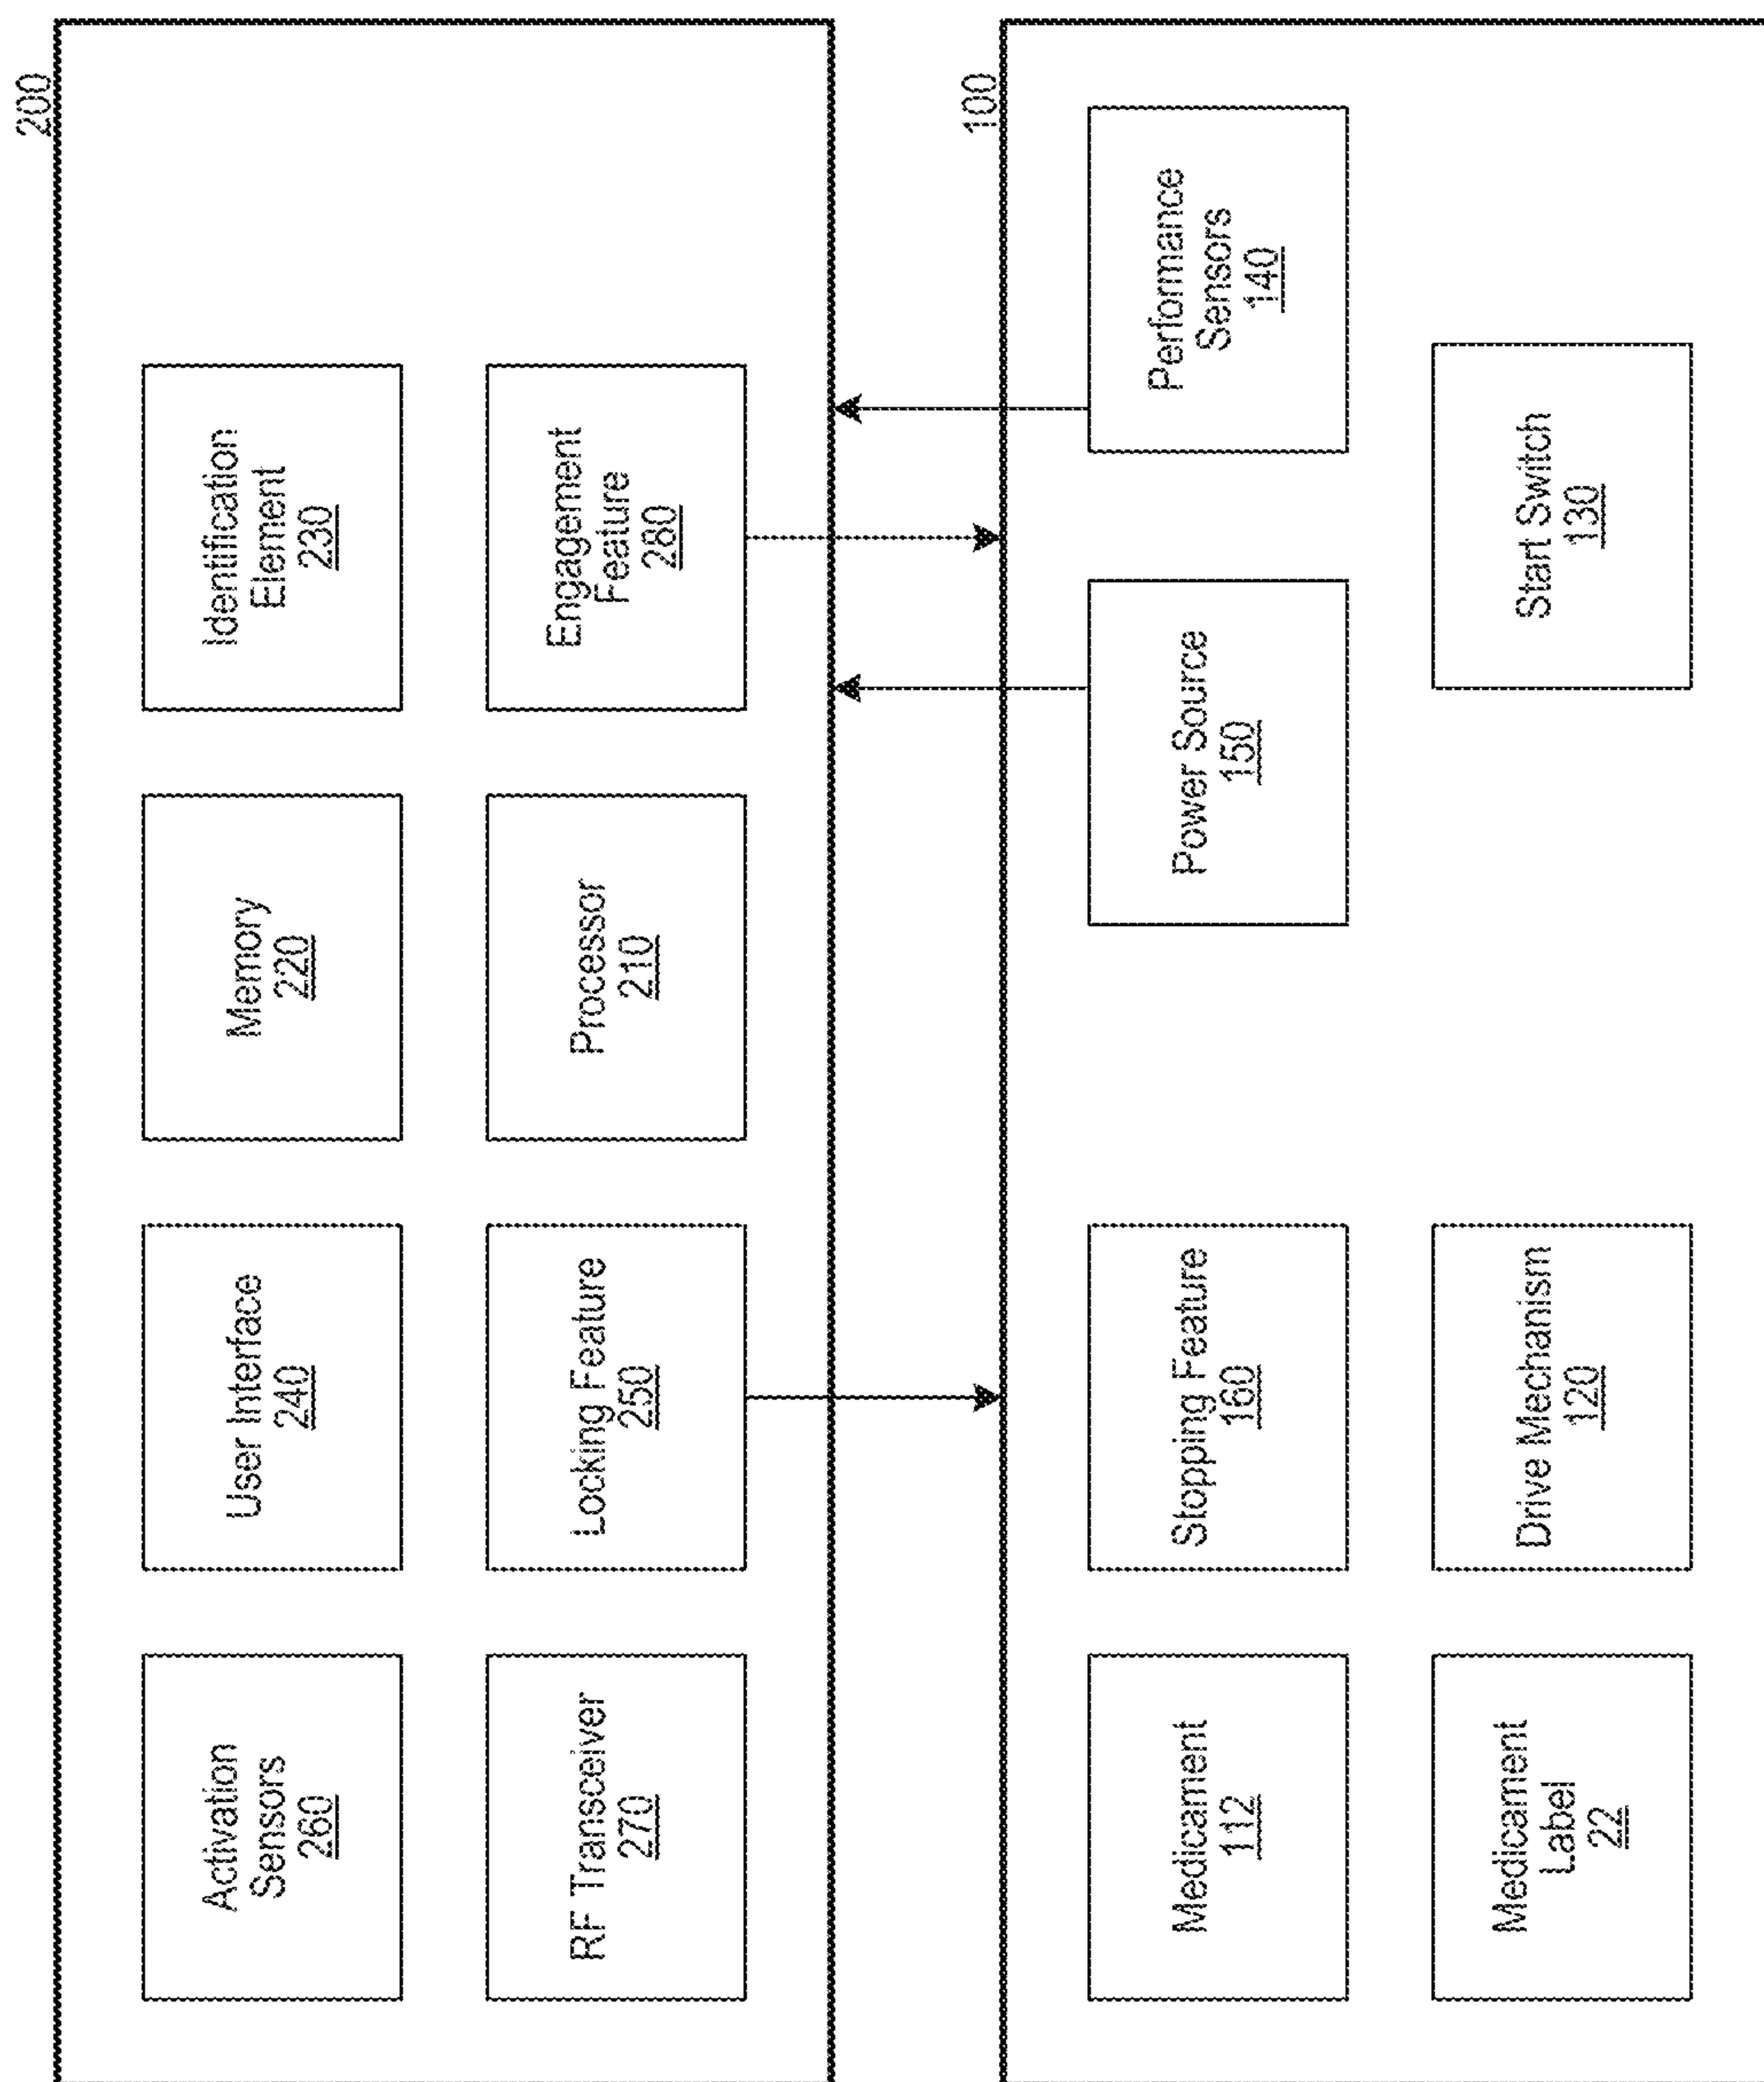 200
Activation
Sensors
260
User Interface
240
Memory
220
Identification
Element
230
RF Transceiver
270
Locking Feature
250
Processor
210
Engagement
Feature
280
100
Medicament
112
Stopping Feature
160
Power Source
150
Performance
Sensors
140
Medicament
Label
22
Drive Mechanism
120
Start Switch
130